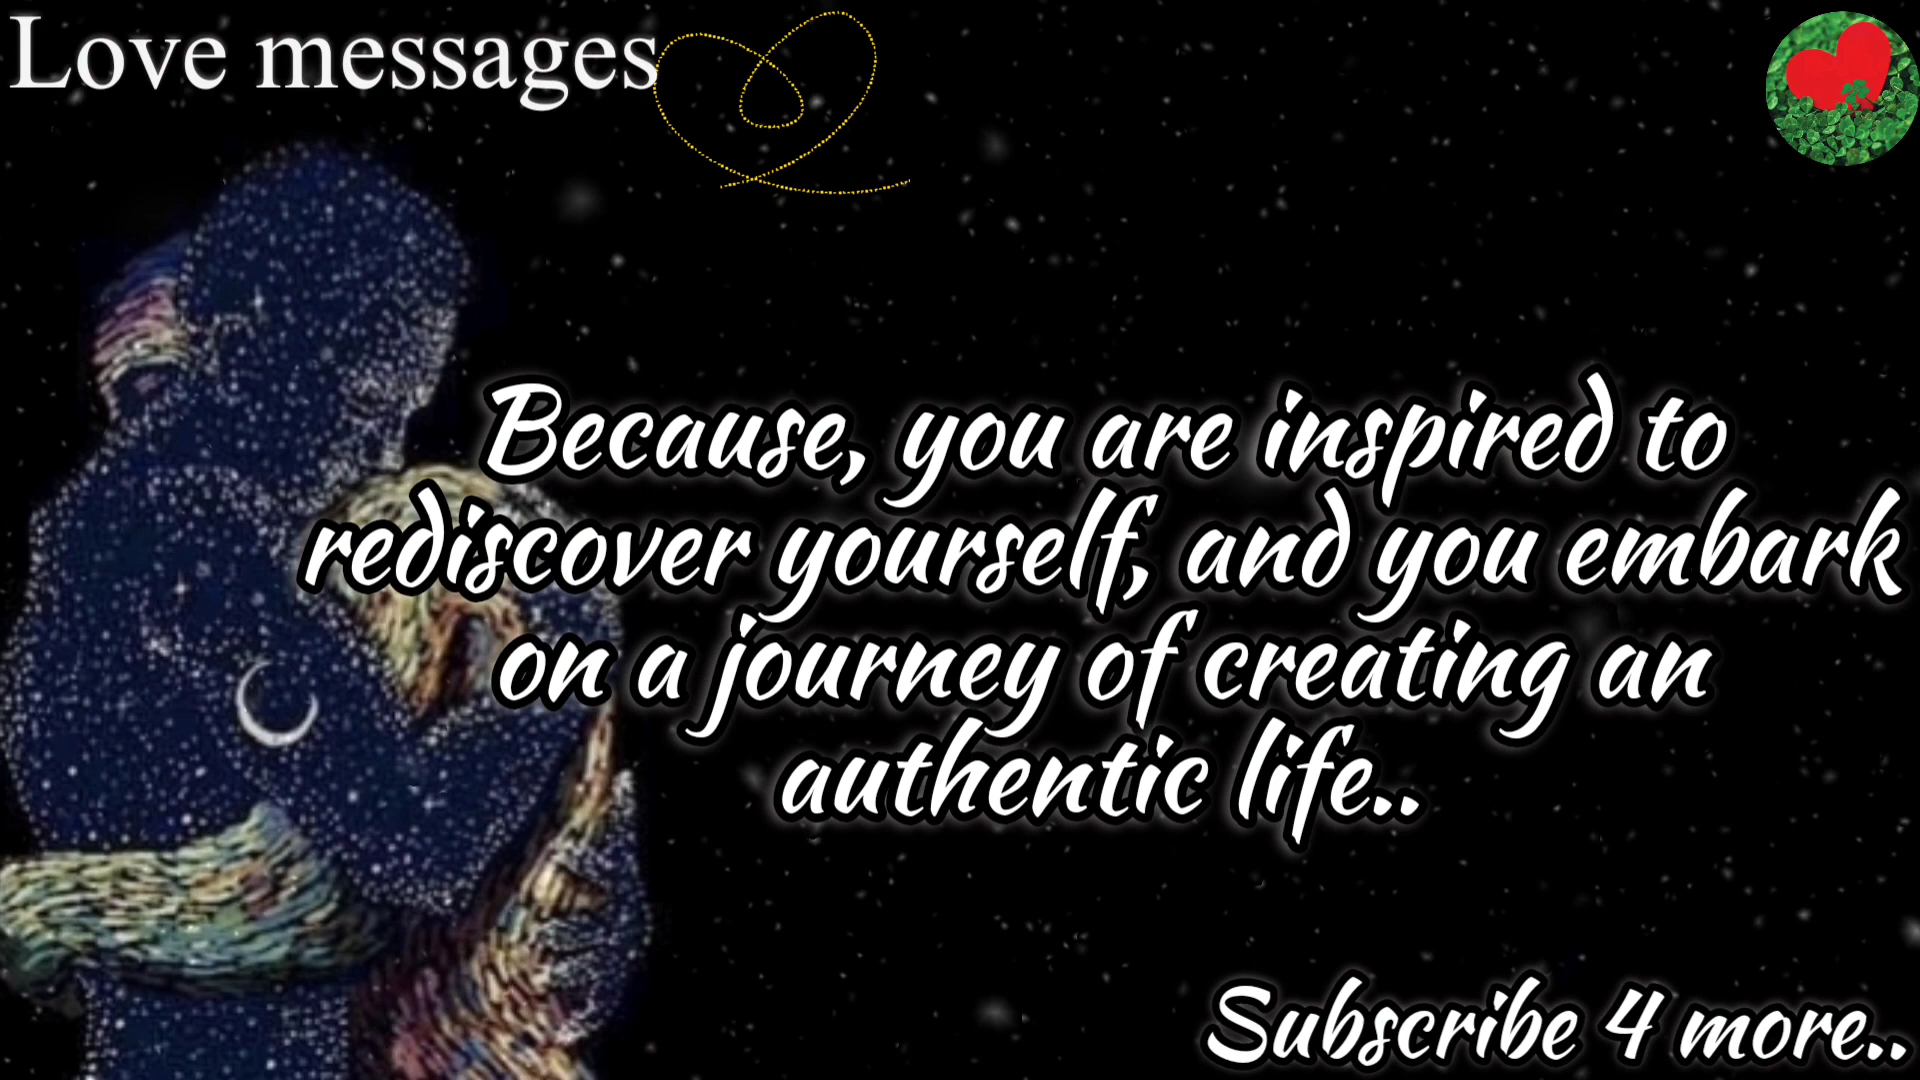 Love messages
Because, you are inspired to
rediscover yourself, and you embark
on a journey of creating an
authentic life..
Subscribe 4 more..